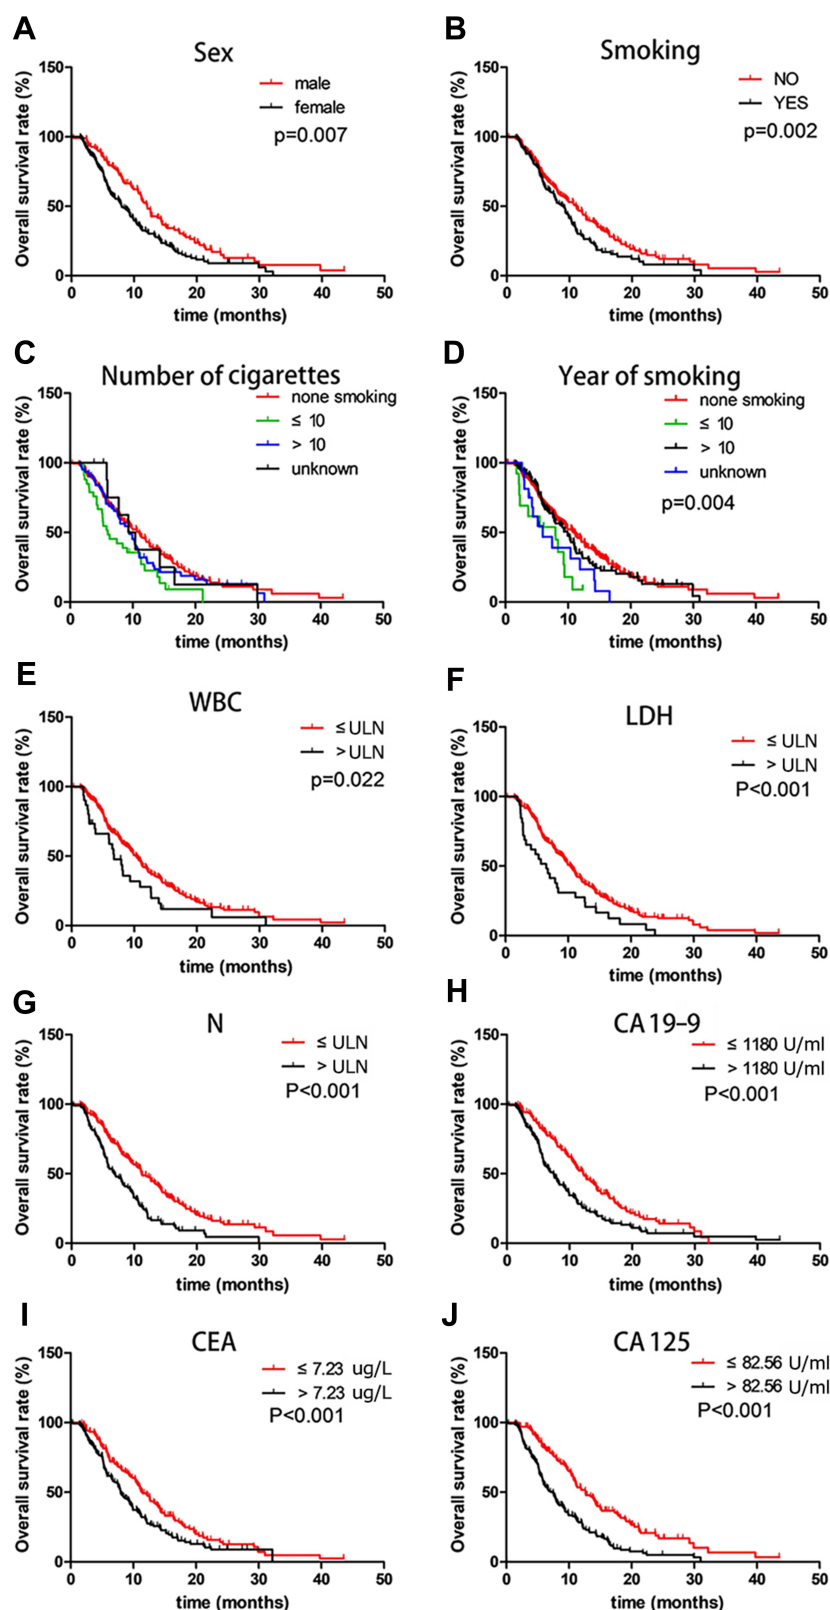 A
Sex
150
100
50
0
Overall survival rate (%)
male
female
p=0.007
0 10 20 30 40 50
time (months)
B
Smoking
150
100
50
0
Overall survival rate (%)
NO
YES
p=0.002
0 10 20 30 40 50
time (months)
C
Number of cigarettes
150
100
50
0
Overall survival rate (%)
none smoking
≤ 10
> 10
unknown
0 10 20 30 40 50
time (months)
D
Year of smoking
150
100
50
0
Overall survival rate (%)
none smoking
≤ 10
> 10
unknown
p=0.004
0 10 20 30 40 50
time (months)
E
WBC
150
100
50
0
Overall survival rate (%)
≤ ULN
> ULN
p=0.022
0 10 20 30 40 50
time (months)
F
LDH
150
100
50
0
Overall survival rate (%)
≤ ULN
> ULN
P<0.001
0 10 20 30 40 50
time (months)
G
N
150
100
50
0
Overall survival rate (%)
≤ ULN
> ULN
P<0.001
0 10 20 30 40 50
time (months)
H
CA 19-9
150
100
50
0
Overall survival rate (%)
≤ 1180 U/ml
> 1180 U/ml
P<0.001
0 10 20 30 40 50
time (months)
I
CEA
150
100
50
0
Overall survival rate (%)
≤ 7.23 ug/L
> 7.23 ug/L
P<0.001
0 10 20 30 40 50
time (months)
J
CA 125
150
100
50
0
Overall survival rate (%)
≤ 82.56 U/ml
> 82.56 U/ml
P<0.001
0 10 20 30 40 50
time (months)